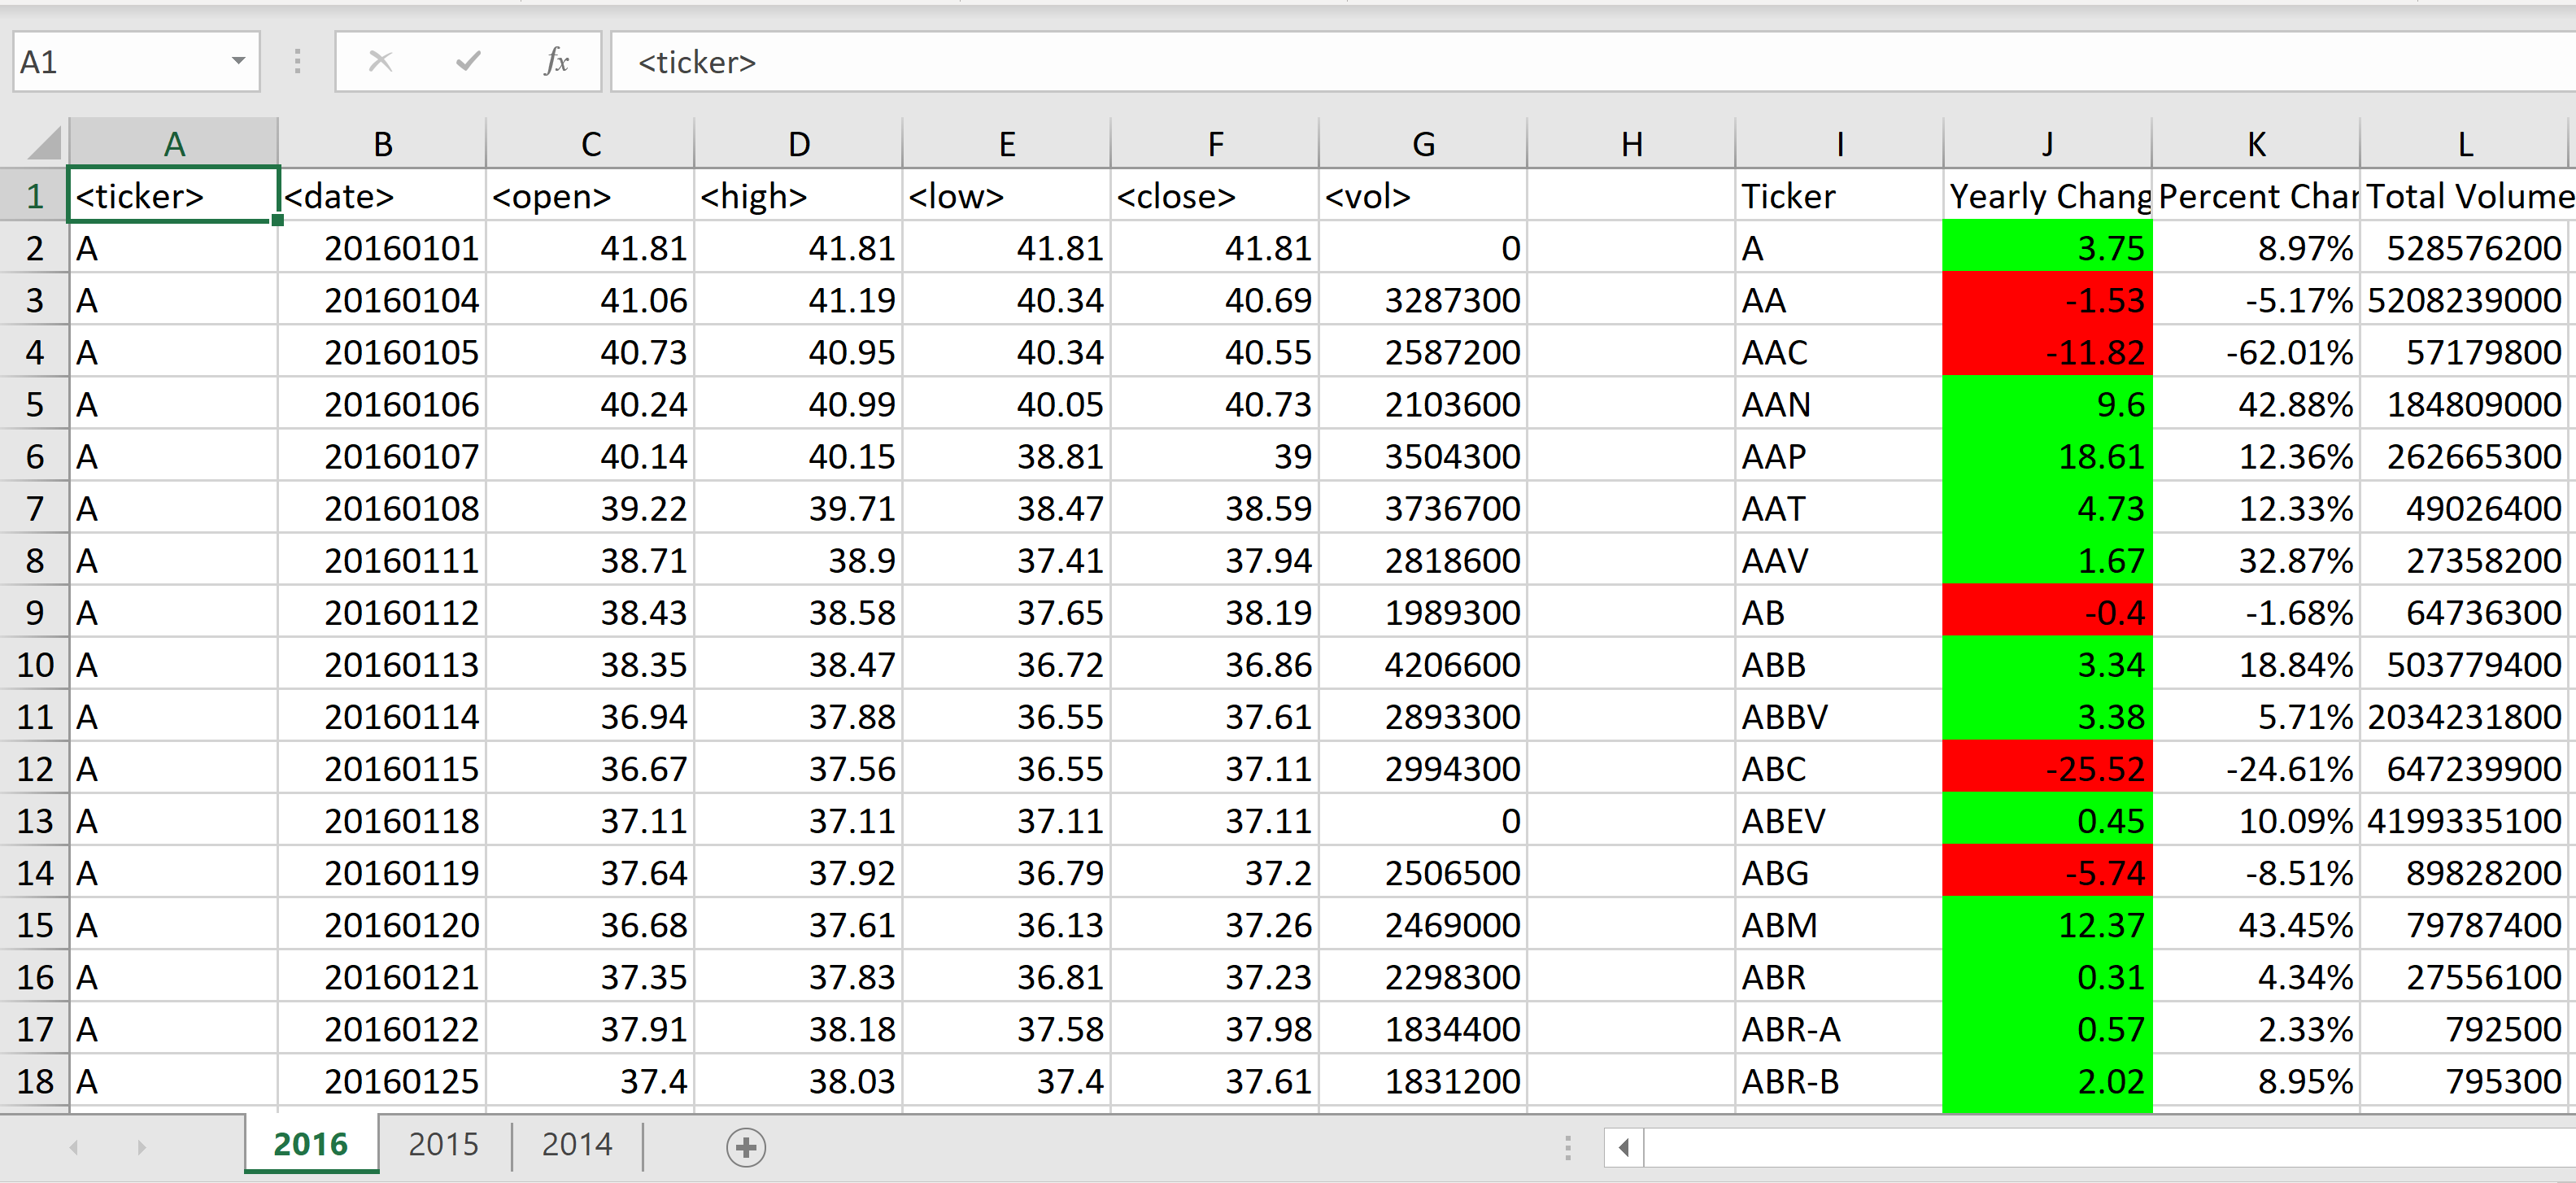 A1 fx <ticker>
A B C D E F G H I J K L
1 <ticker> <date> <open> <high> <low> <close> <vol> Ticker Yearly Chang Percent Char Total Volume
2 A 20160101 41.81 41.81 41.81 41.81 0 A 3.75 8.97% 528576200
3 A 20160104 41.06 41.19 40.34 40.69 3287300 AA -1.53 -5.17% 5208239000
4 A 20160105 40.73 40.95 40.34 40.55 2587200 AAC -11.82 -62.01% 57179800
5 A 20160106 40.24 40.99 40.05 40.73 2103600 AAN 9.6 42.88% 184809000
6 A 20160107 40.14 40.15 38.81 39 3504300 AAP 18.61 12.36% 262665300
7 A 20160108 39.22 39.71 38.47 38.59 3736700 AAT 4.73 12.33% 49026400
8 A 20160111 38.71 38.9 37.41 37.94 2818600 AAV 1.67 32.87% 27358200
9 A 20160112 38.43 38.58 37.65 38.19 1989300 AB -0.4 -1.68% 64736300
10 A 20160113 38.35 38.47 36.72 36.86 4206600 ABB 3.34 18.84% 503779400
11 A 20160114 36.94 37.88 36.55 37.61 2893300 ABBV 3.38 5.71% 2034231800
12 A 20160115 36.67 37.56 36.55 37.11 2994300 ABC -25.52 -24.61% 647239900
13 A 20160118 37.11 37.11 37.11 37.11 0 ABEV 0.45 10.09% 4199335100
14 A 20160119 37.64 37.92 36.79 37.2 2506500 ABG -5.74 -8.51% 89828200
15 A 20160120 36.68 37.61 36.13 37.26 2469000 ABM 12.37 43.45% 79787400
16 A 20160121 37.35 37.83 36.81 37.23 2298300 ABR 0.31 4.34% 27556100
17 A 20160122 37.91 38.18 37.58 37.98 1834400 ABR-A 0.57 2.33% 792500
18 A 20160125 37.4 38.03 37.4 37.61 1831200 ABR-B 2.02 8.95% 795300
2016 2015 2014